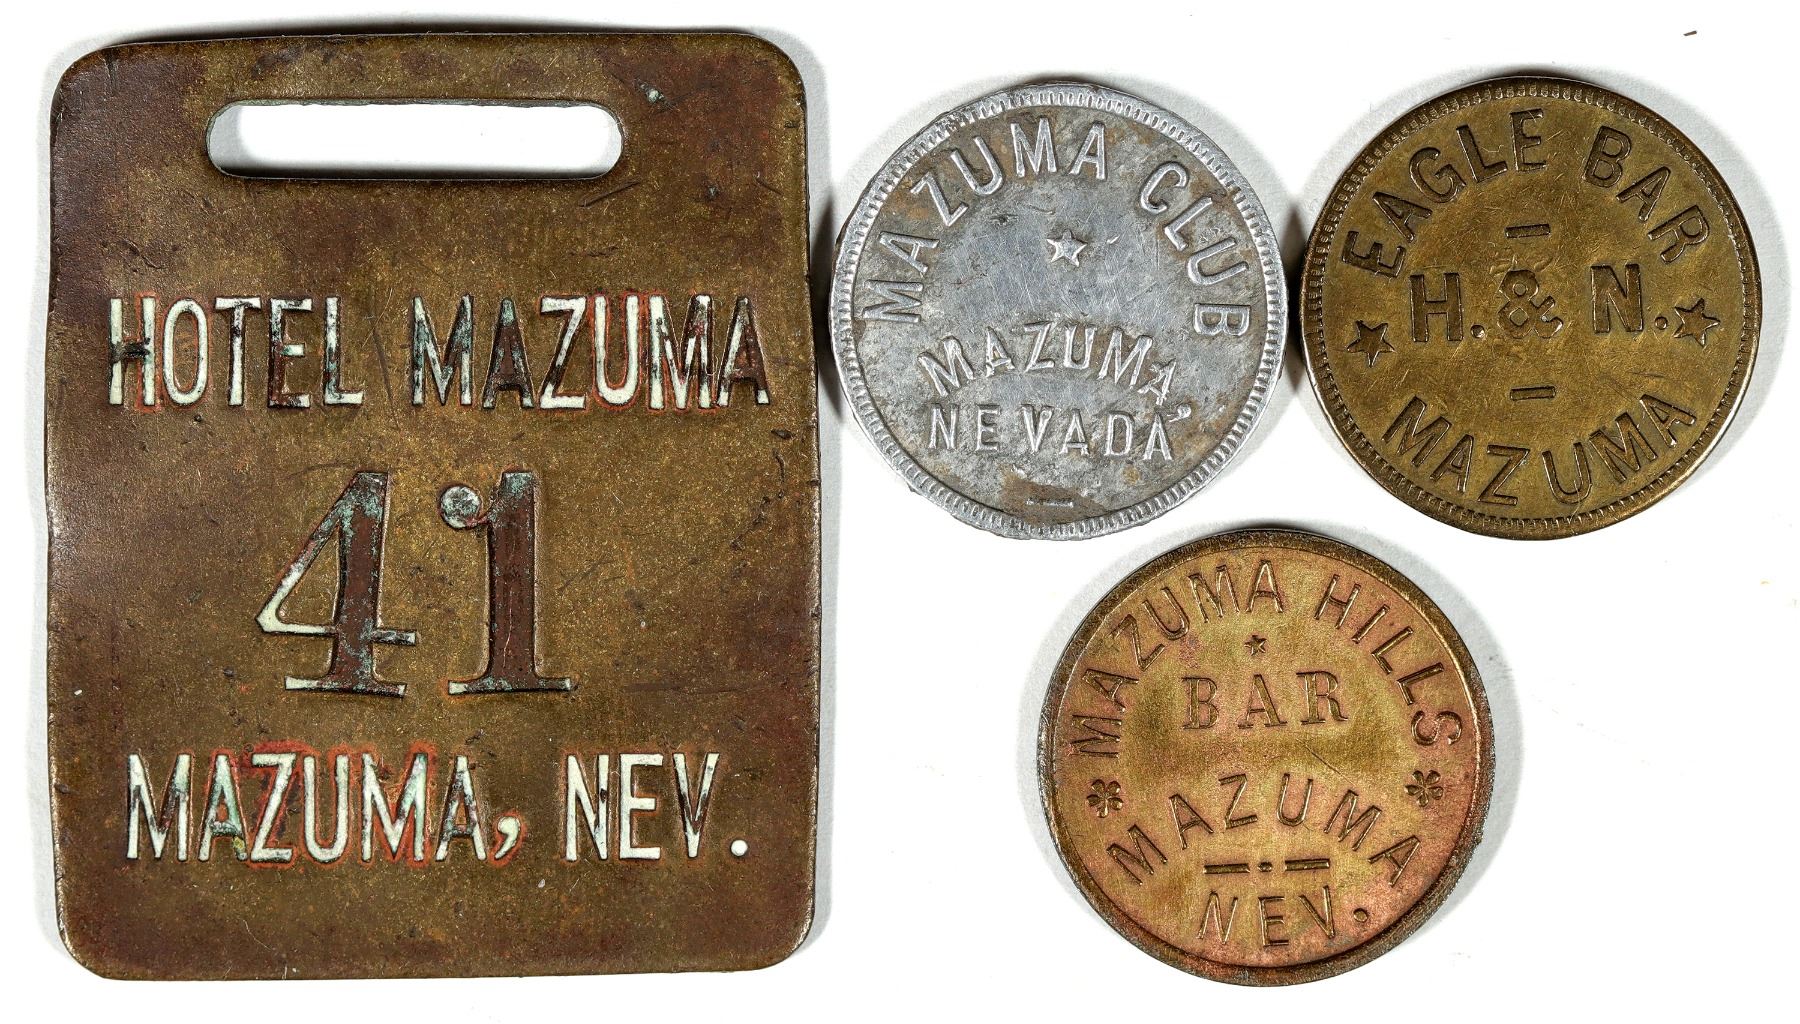 HOTEL MAZUMA
41
MAZUMA, NEV.
MAZUMA CLUB
MAZUMA,
NEVADA
EAGLE BAR
H. & N.
MAZUMA
MAZUMA HILLS
BAR
MAZUMA
NEV.